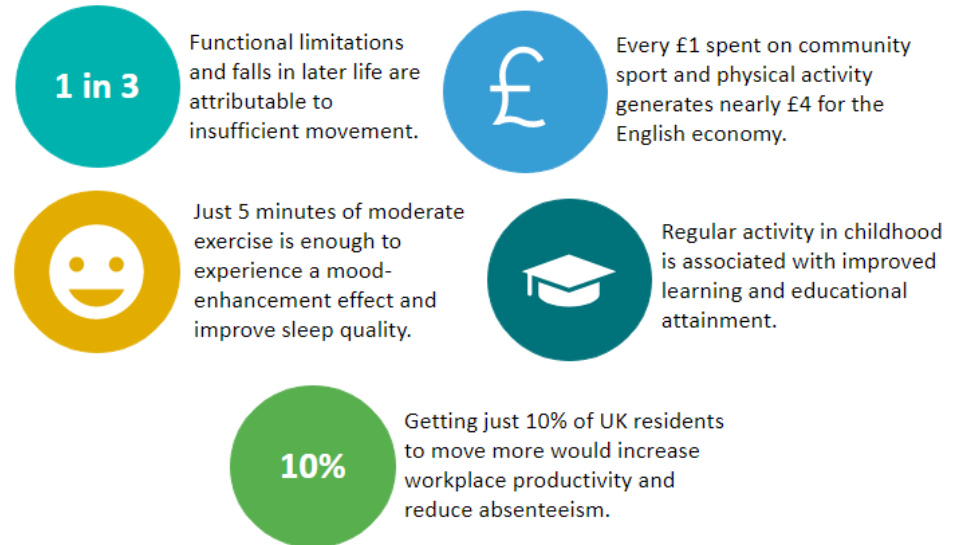 1 in 3
Functional limitations
and falls in later life are
attributable to
insufficient movement.
£
Every £1 spent on community
sport and physical activity
generates nearly £4 for the
English economy.
Just 5 minutes of moderate
exercise is enough to
experience a mood-
enhancement effect and
improve sleep quality.
Regular activity in childhood
is associated with improved
learning and educational
attainment.
10%
Getting just 10% of UK residents
to move more would increase
workplace productivity and
reduce absenteeism.